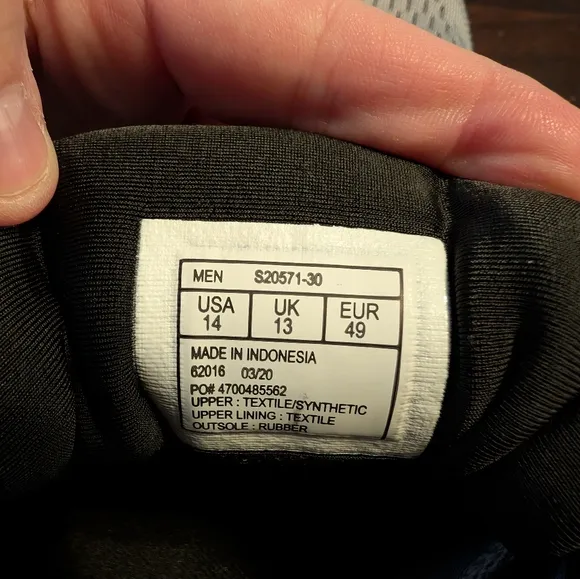 MEN S20571-30
USA UK EUR
14 13 49
MADE IN INDONESIA
62016 03/20
PO# 4700485562
UPPER : TEXTILE/SYNTHETIC
UPPER LINING : TEXTILE
OUTSOLE : RUBBER